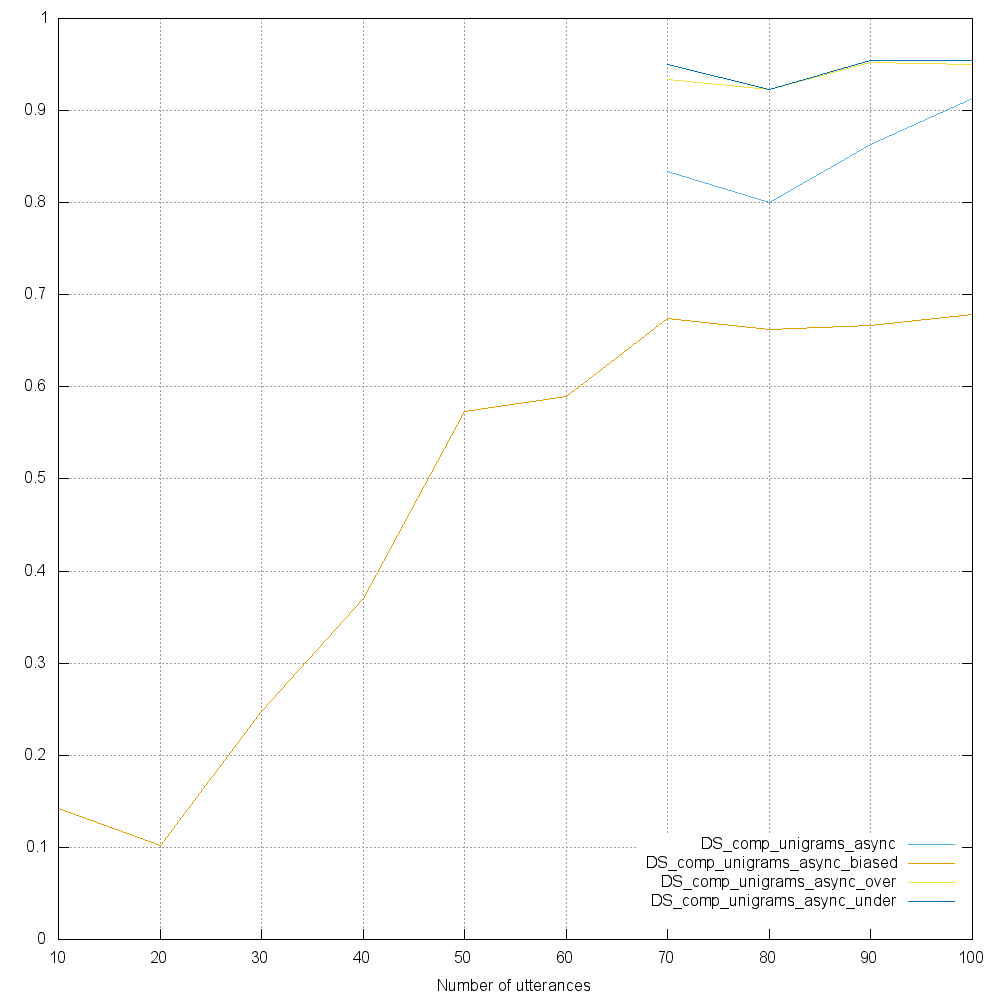 1
0.9
0.8
0.7
0.6
0.5
0.4
0.3
0.2
0.1
0
DS_comp_unigrams_async
DS_comp_unigrams_async_biased
DS_comp_unigrams_async_over
DS_comp_unigrams_async_under
10 20 30 40 50 60 70 80 90 100
Number of utterances